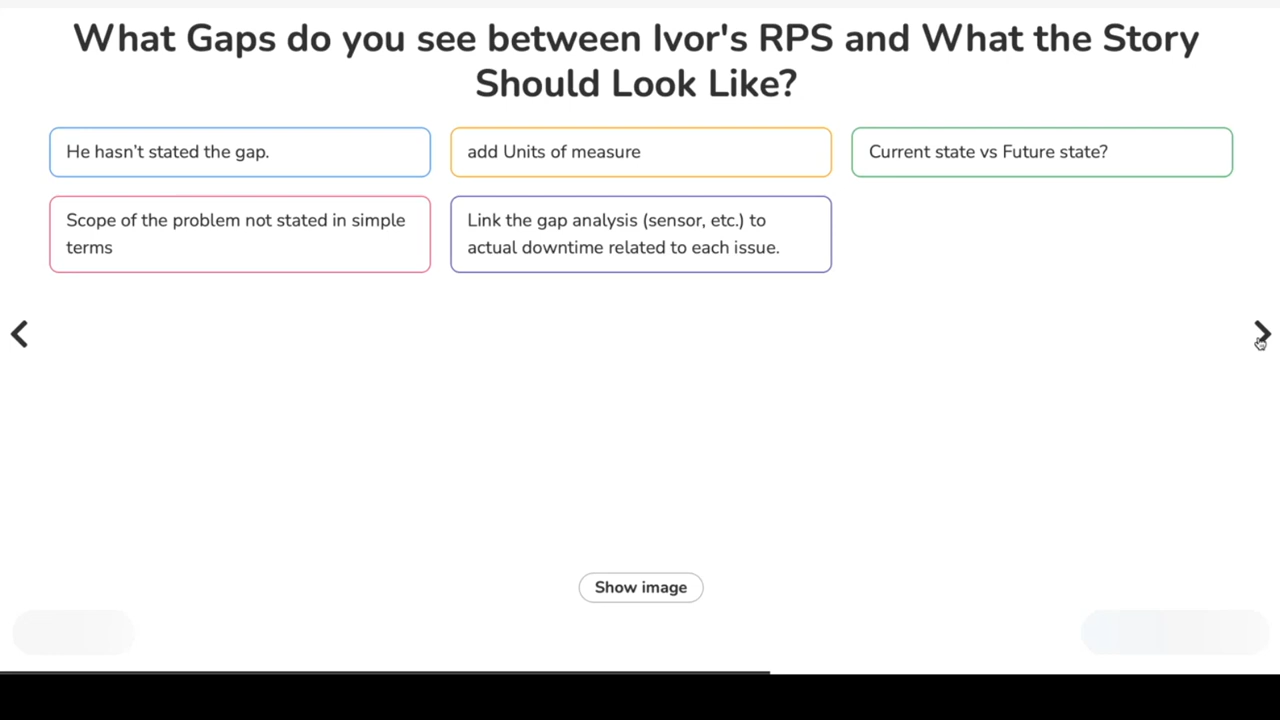 What Gaps do you see between Ivor's RPS and What the Story
Should Look Like?
He hasn't stated the gap.
add Units of measure
Current state vs Future state?
Scope of the problem not stated in simple
terms
Link the gap analysis (sensor, etc.) to
actual downtime related to each issue.
Show image